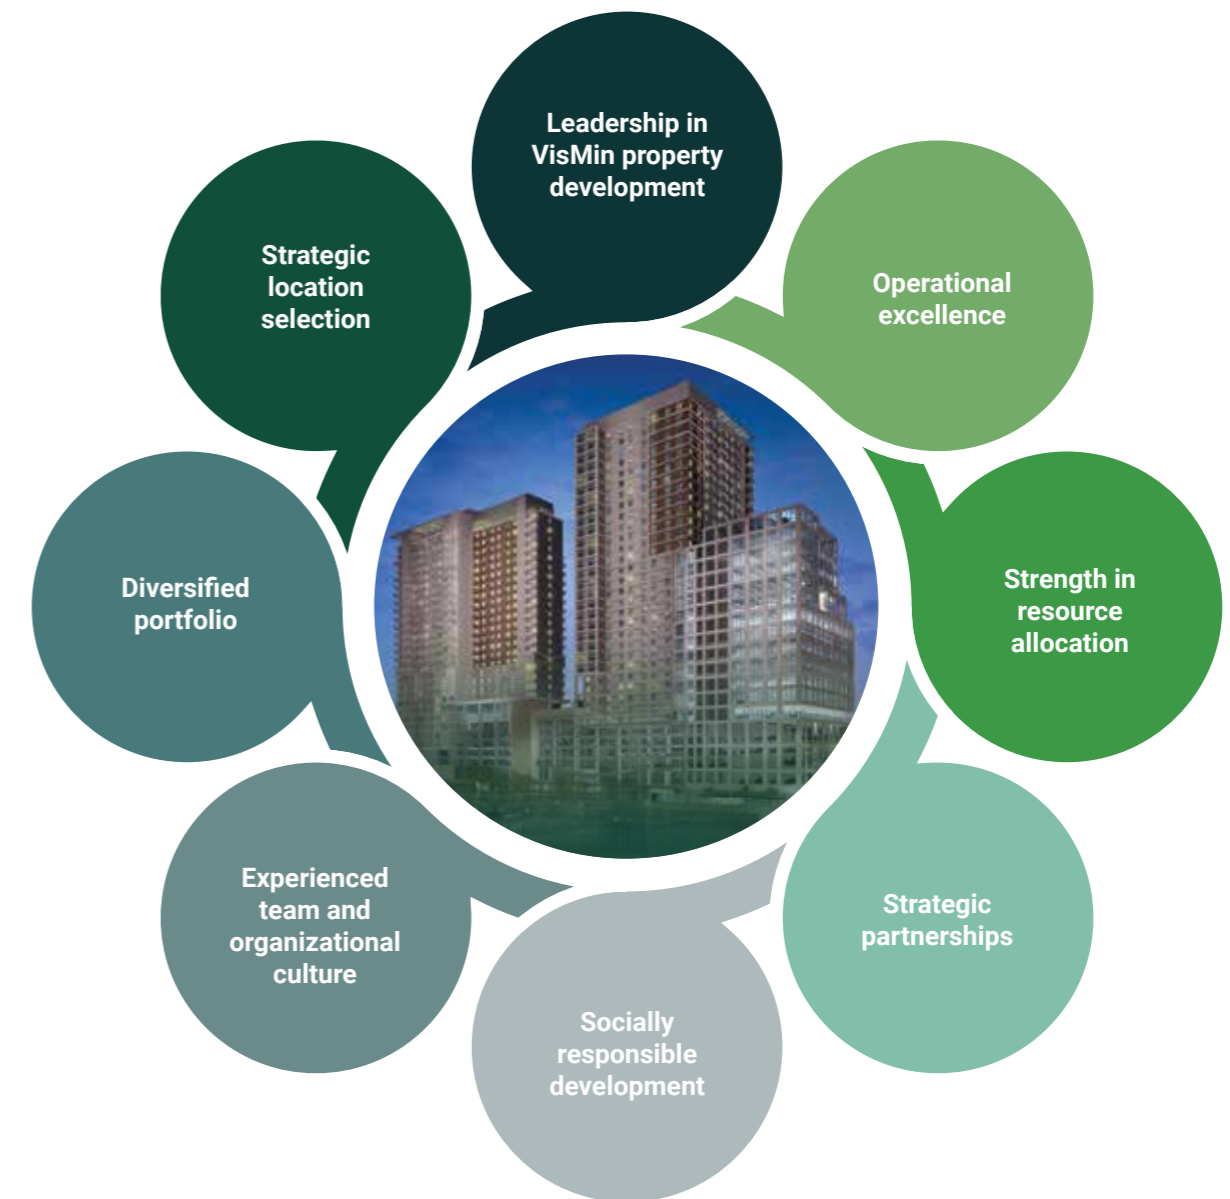 Leadership in
VisMin property
development
Operational
excellence
Strength in
resource
allocation
Strategic
partnerships
Socially
responsible
development
Experienced
team and
organizational
culture
Diversified
portfolio
Strategic
location
selection